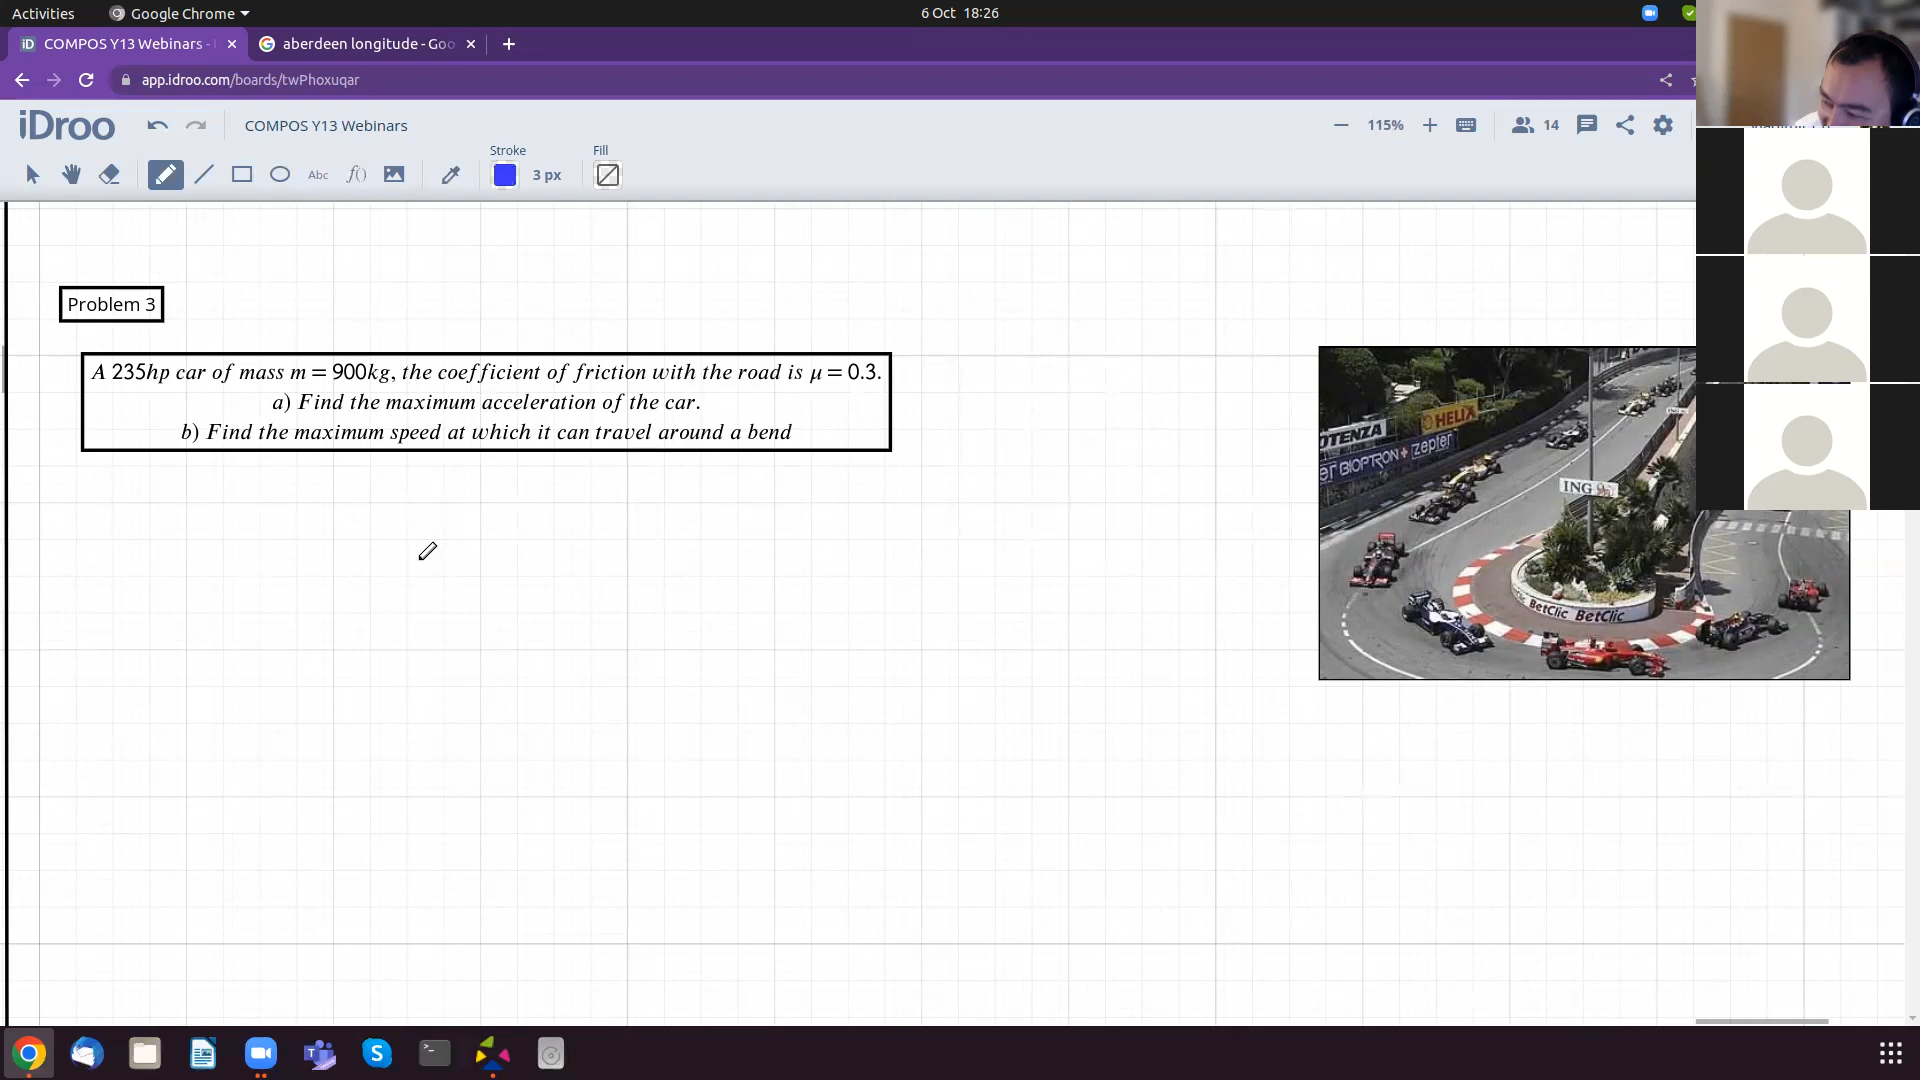 Activities
Google Chrome
6 Oct 18:26
iD COMPOS Y13 Webinars -
aberdeen longitude - Goo
app.idroo.com/boards/twPhoxuqar
iDroo
COMPOS Y13 Webinars
115%
14
Stroke
Fill
Abc
f()
3 px
Problem 3
A 235hp car of mass m = 900kg, the coefficient of friction with the road is μ = 0.3.
a) Find the maximum acceleration of the car.
b) Find the maximum speed at which it can travel around a bend
HELIX
OTENZA
BIOPTRON + zepter
ING
BetClic BetClic